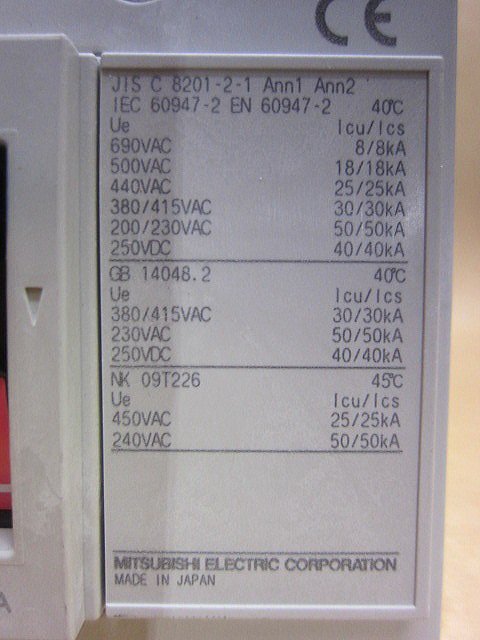 CE
JIS C 8201-2-1 Ann1 Ann2
IEC 60947-2 EN 60947-2 40℃
Ue Icu/Ics
690VAC 8/8kA
500VAC 18/18kA
440VAC 25/25kA
380/415VAC 30/30kA
200/230VAC 50/50kA
250VDC 40/40kA
GB 14048.2 40℃
Ue Icu/Ics
380/415VAC 30/30kA
230VAC 50/50kA
250VDC 40/40kA
NK 09T226 45℃
Ue Icu/Ics
450VAC 25/25kA
240VAC 50/50kA
MITSUBISHI ELECTRIC CORPORATION
MADE IN JAPAN
A